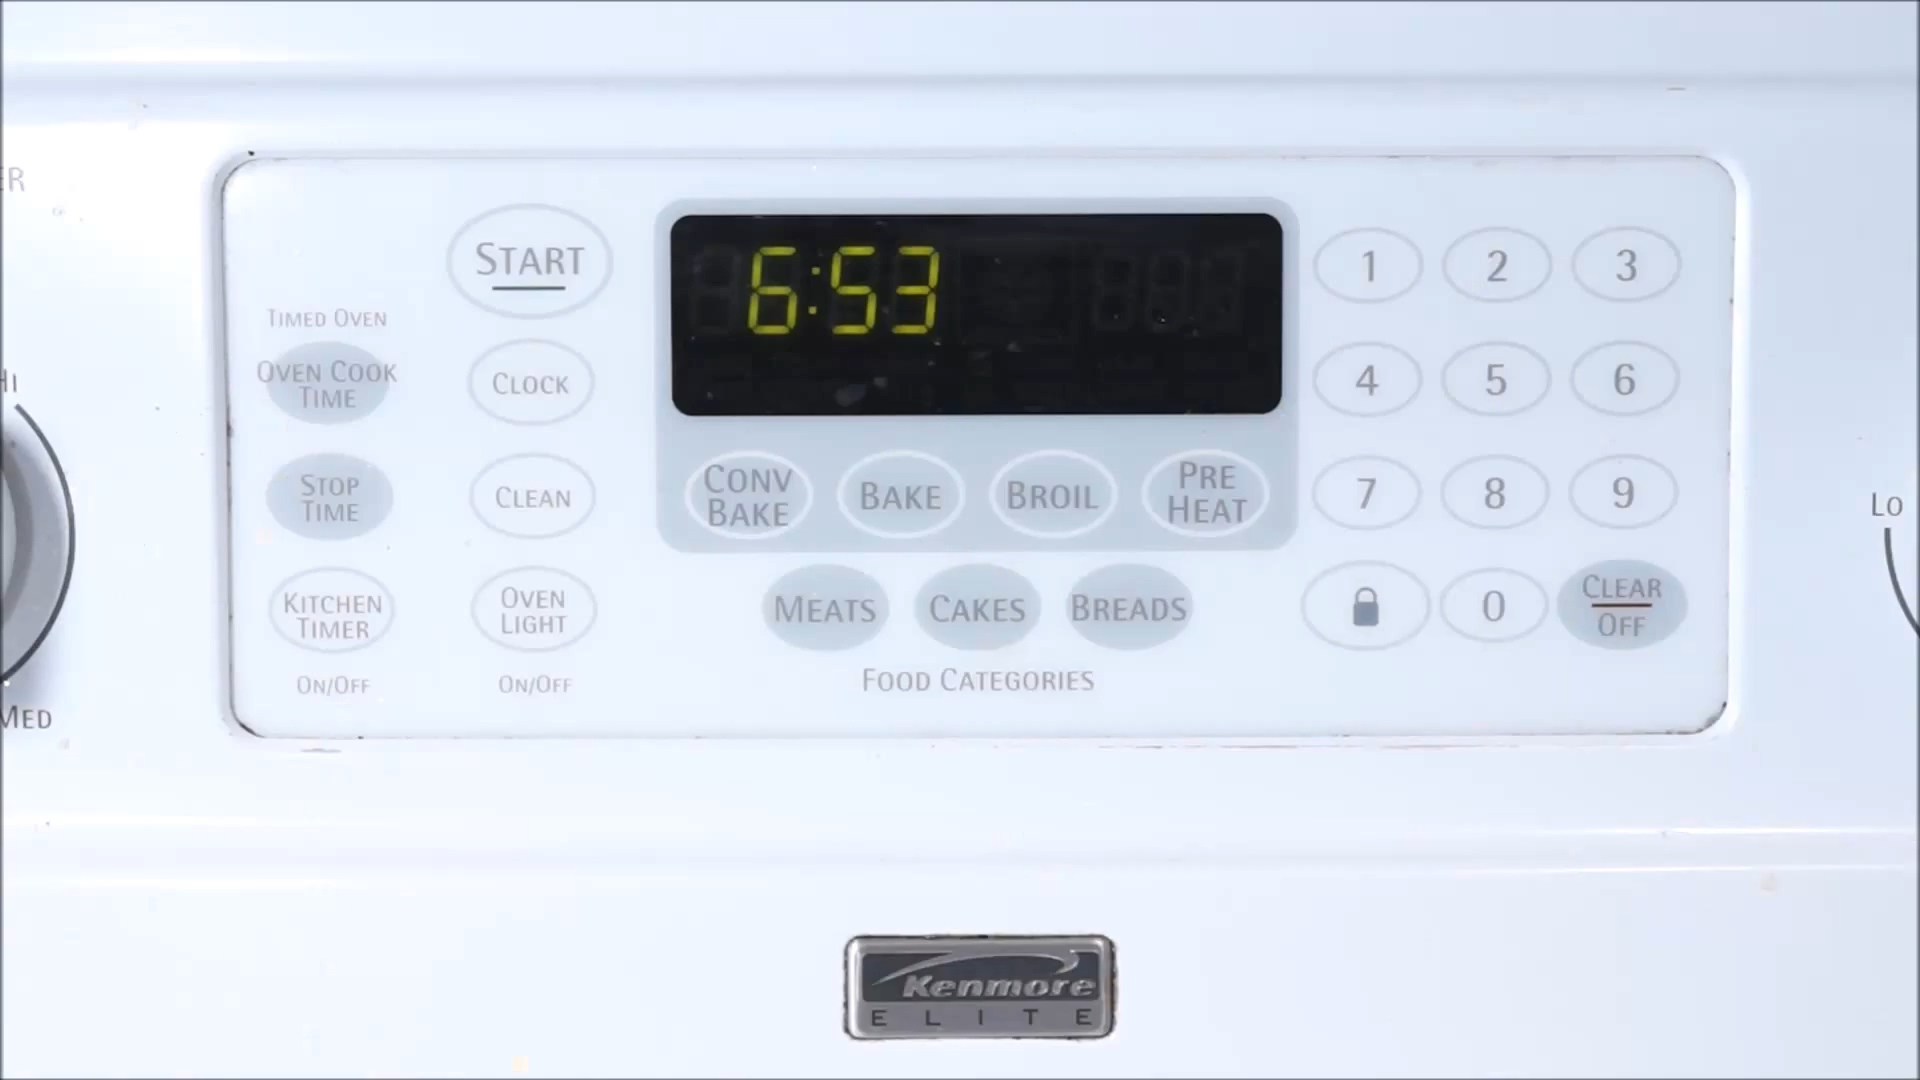 ER
HI
MED
START
TIMED OVEN
OVEN COOK
TIME
CLOCK
STOP
TIME
CLEAN
KITCHEN
TIMER
OVEN
LIGHT
ON/OFF
ON/OFF
6:53
CONV
BAKE
BAKE
BROIL
PRE
HEAT
MEATS
CAKES
BREADS
FOOD CATEGORIES
1
2
3
4
5
6
7
8
9
0
CLEAR
OFF
LO
Kenmore
ELITE